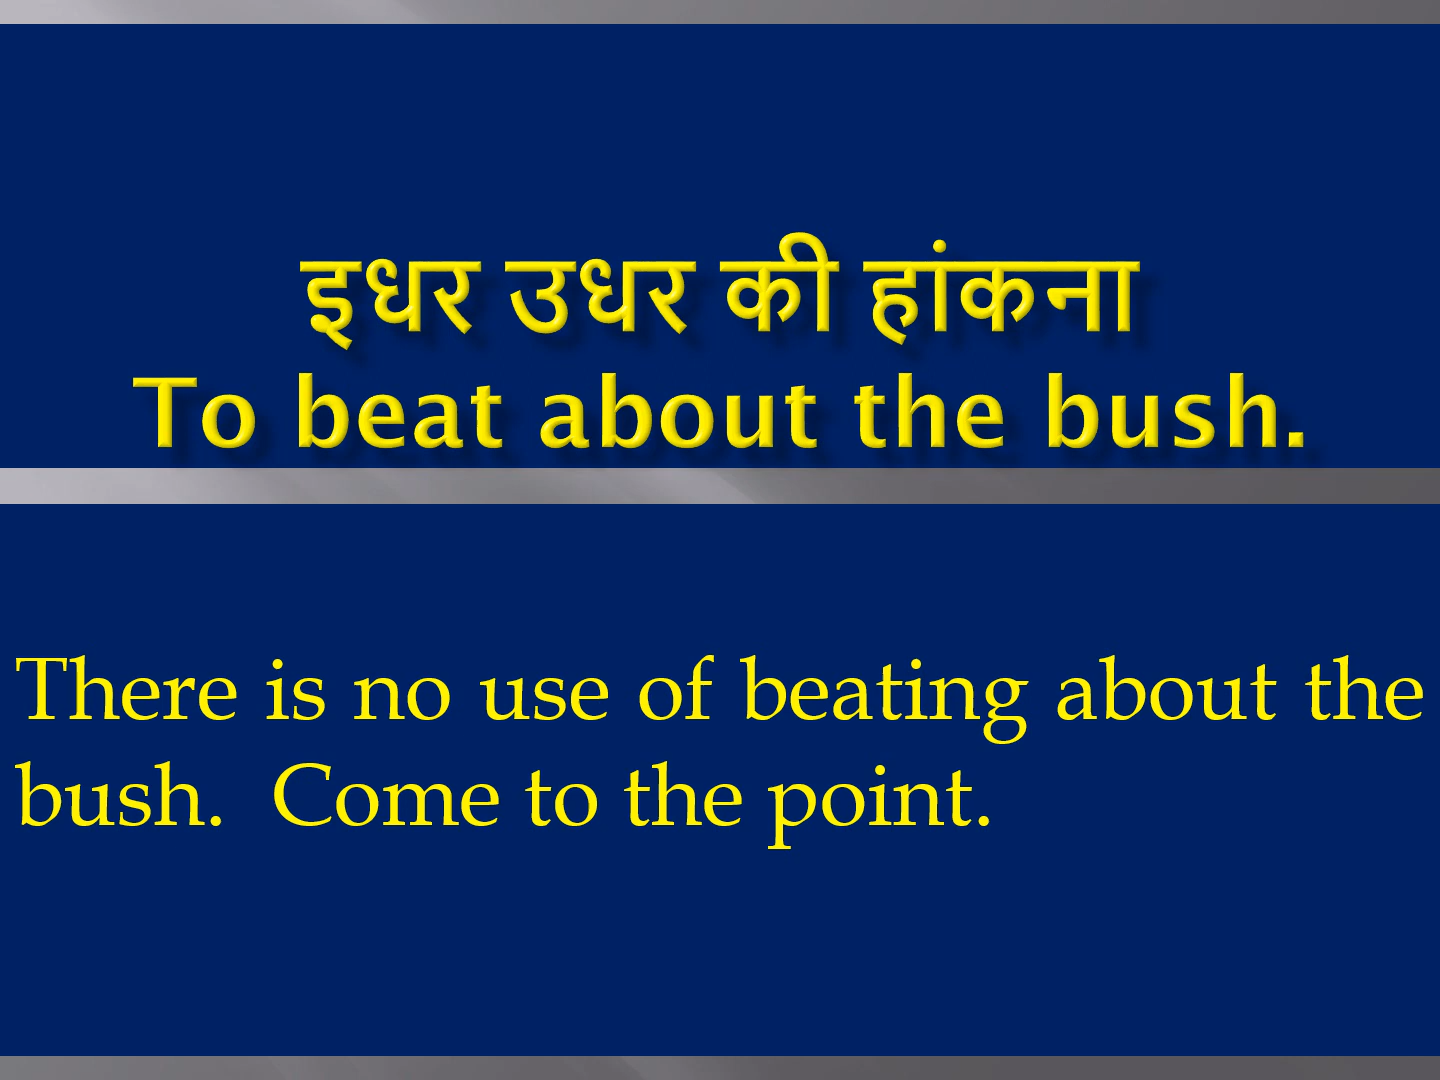 इधर उधर की हांकना
To beat about the bush.
There is no use of beating about the
bush.  Come to the point.